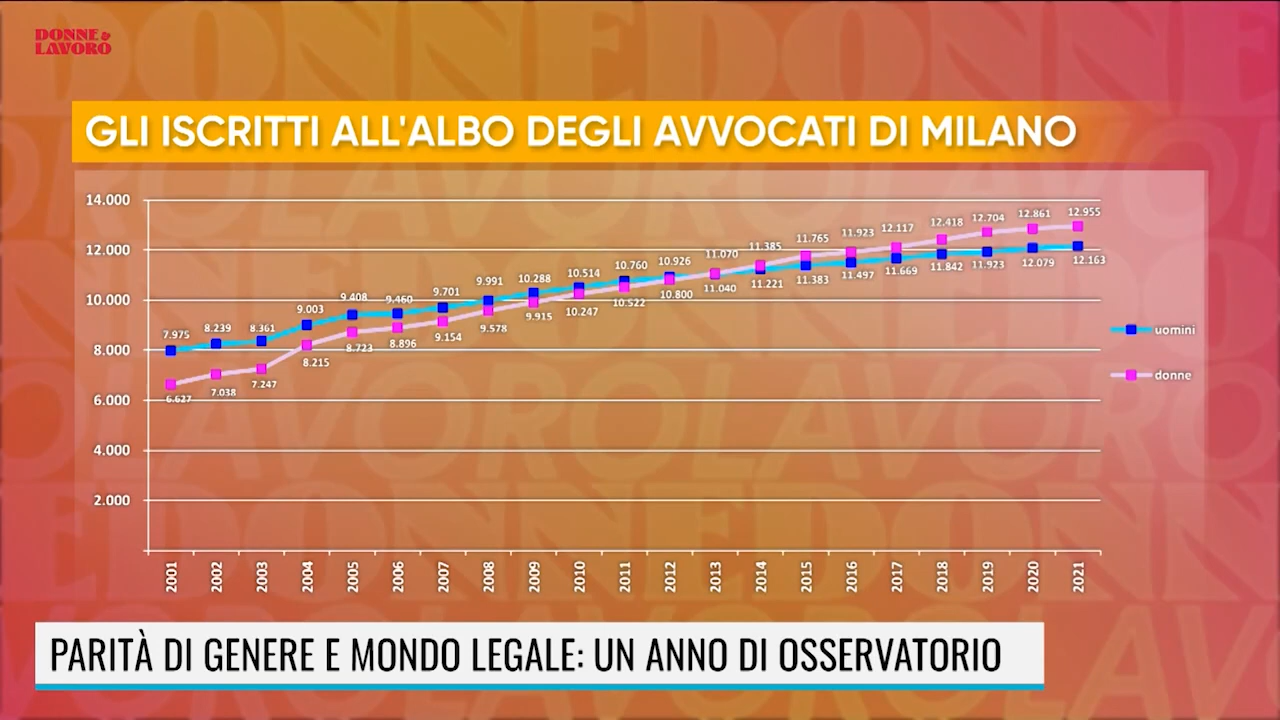 DONNE&
LAVORO
GLI ISCRITTI ALL'ALBO DEGLI AVVOCATI DI MILANO
14.000
12.000
10.000
8.000
6.000
4.000
2.000
7.975 8.239 8.361 9.003 9.408 9.460 9.701 9.991 10.288 10.514 10.760 10.926 11.070 11.385 11.765 11.923 12.117 12.418 12.704 12.861 12.955
6.627 7.038 7.247 8.215 8.723 8.896 9.154 9.578 9.915 10.247 10.522 10.800 11.040 11.221 11.383 11.497 11.669 11.842 11.923 12.079 12.163
uomini
donne
2001 2002 2003 2004 2005 2006 2007 2008 2009 2010 2011 2012 2013 2014 2015 2016 2017 2018 2019 2020 2021
PARITÀ DI GENERE E MONDO LEGALE: UN ANNO DI OSSERVATORIO